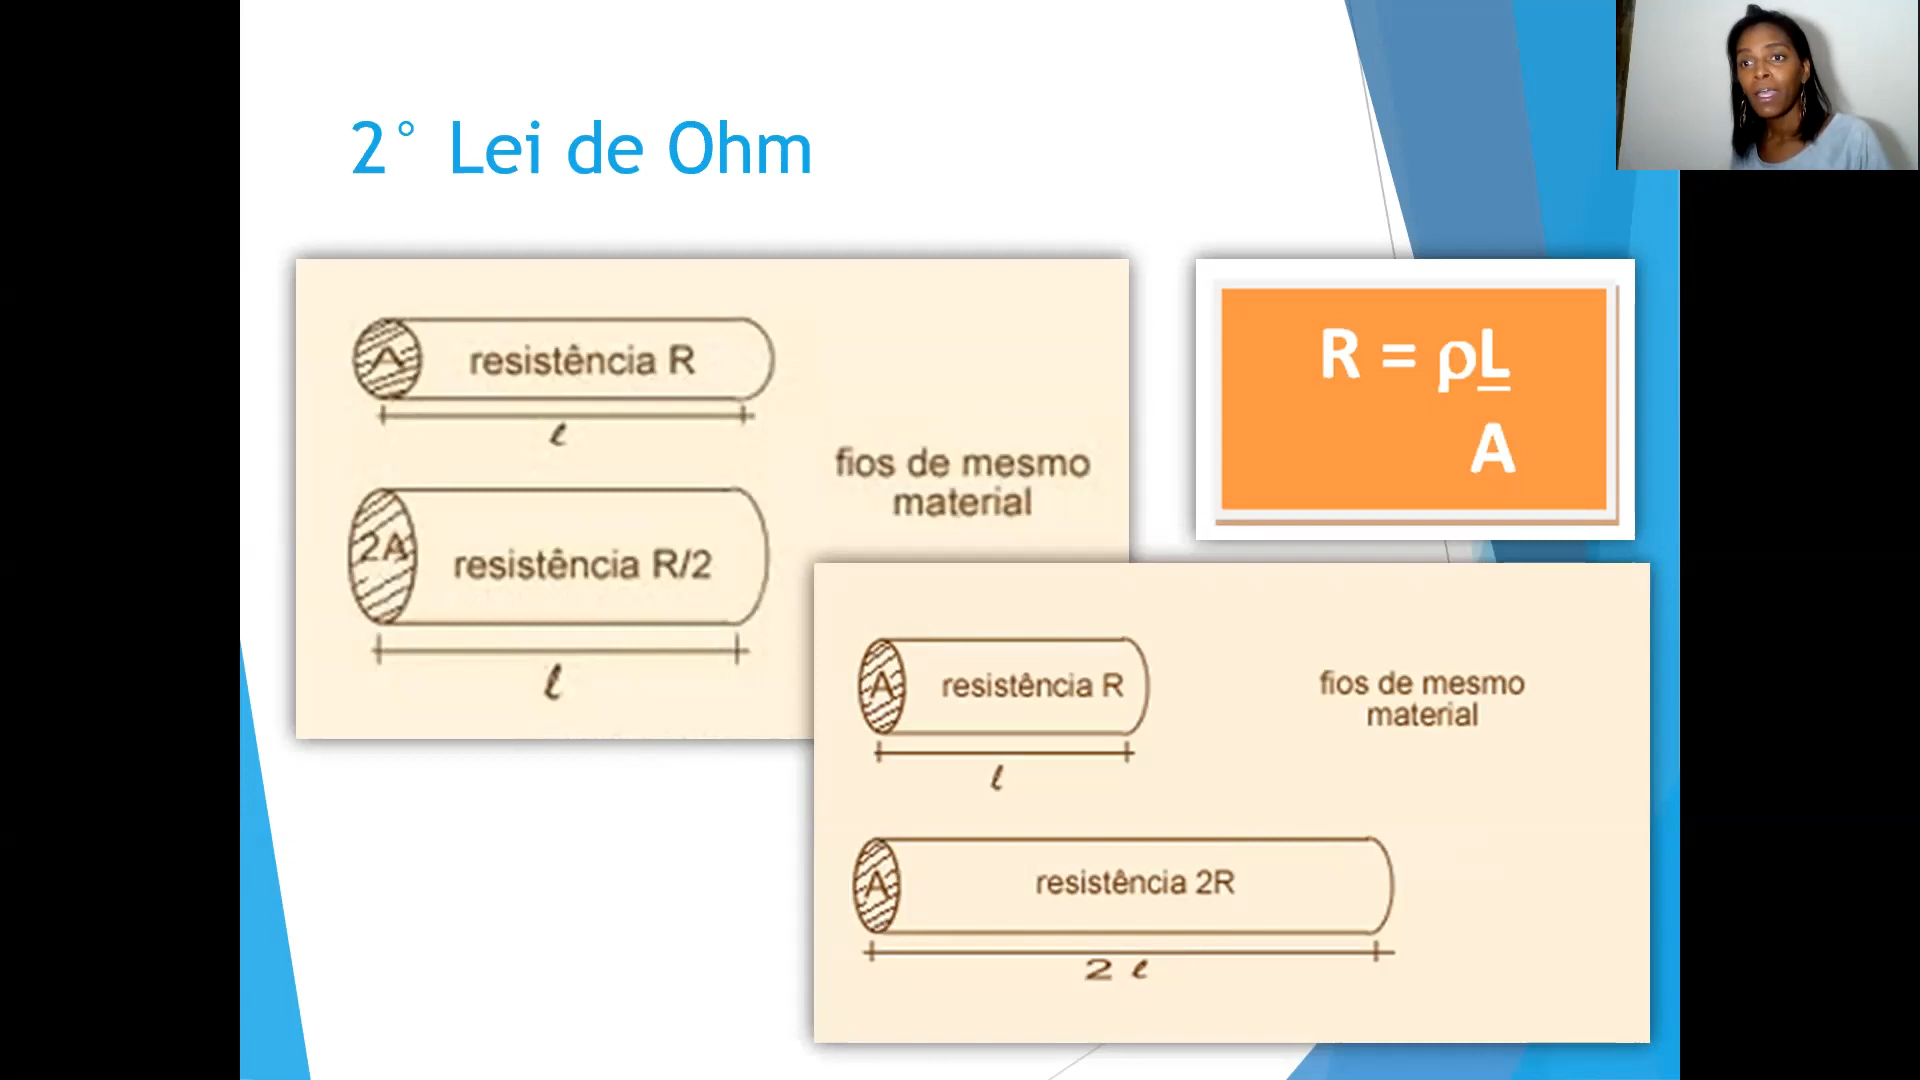 2° Lei de Ohm
A
resistência R
ℓ
fios de mesmo
material
2A
resistência R/2
ℓ
R = ρL
A
A
resistência R
ℓ
fios de mesmo
material
A
resistência 2R
2 ℓ